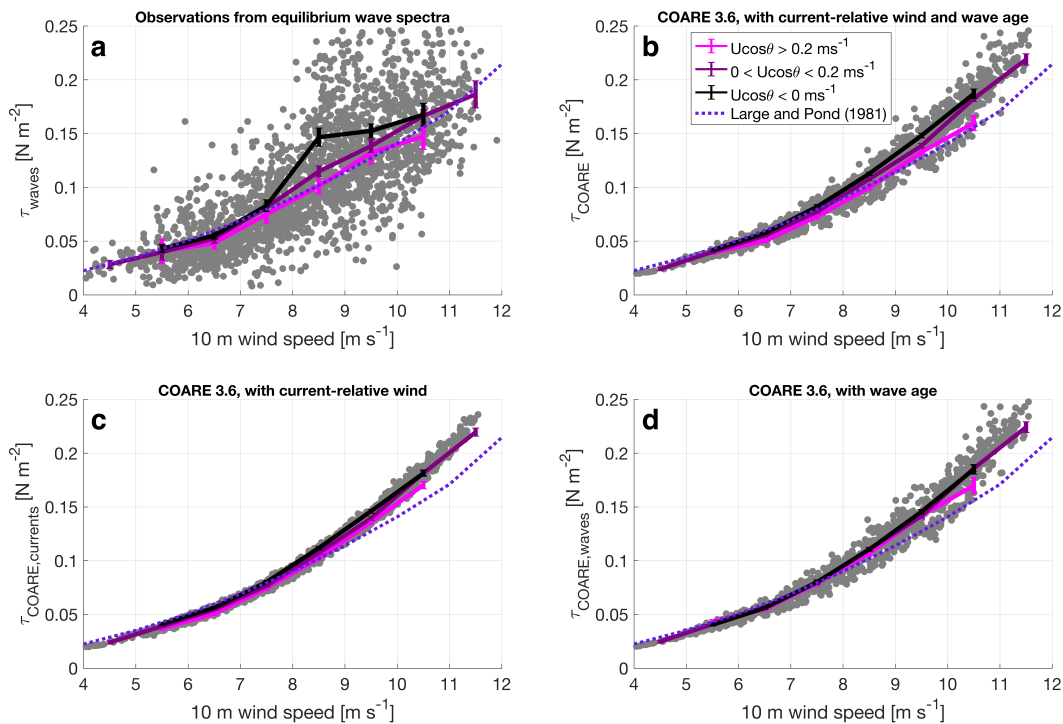 Observations from equilibrium wave spectra
a
0.25
0.2
0.15
0.1
0.05
0
τwaves [N m-2]
4 5 6 7 8 9 10 11 12
10 m wind speed [m s-1]
COARE 3.6, with current-relative wind and wave age
b
Ucosθ > 0.2 ms-1
0 < Ucosθ < 0.2 ms-1
Ucosθ < 0 ms-1
Large and Pond (1981)
0.25
0.2
0.15
0.1
0.05
0
τCOARE [N m-2]
4 5 6 7 8 9 10 11 12
10 m wind speed [m s-1]
COARE 3.6, with current-relative wind
c
0.25
0.2
0.15
0.1
0.05
0
τCOARE,currents [N m-2]
4 5 6 7 8 9 10 11 12
10 m wind speed [m s-1]
COARE 3.6, with wave age
d
0.25
0.2
0.15
0.1
0.05
0
τCOARE,waves [N m-2]
4 5 6 7 8 9 10 11 12
10 m wind speed [m s-1]